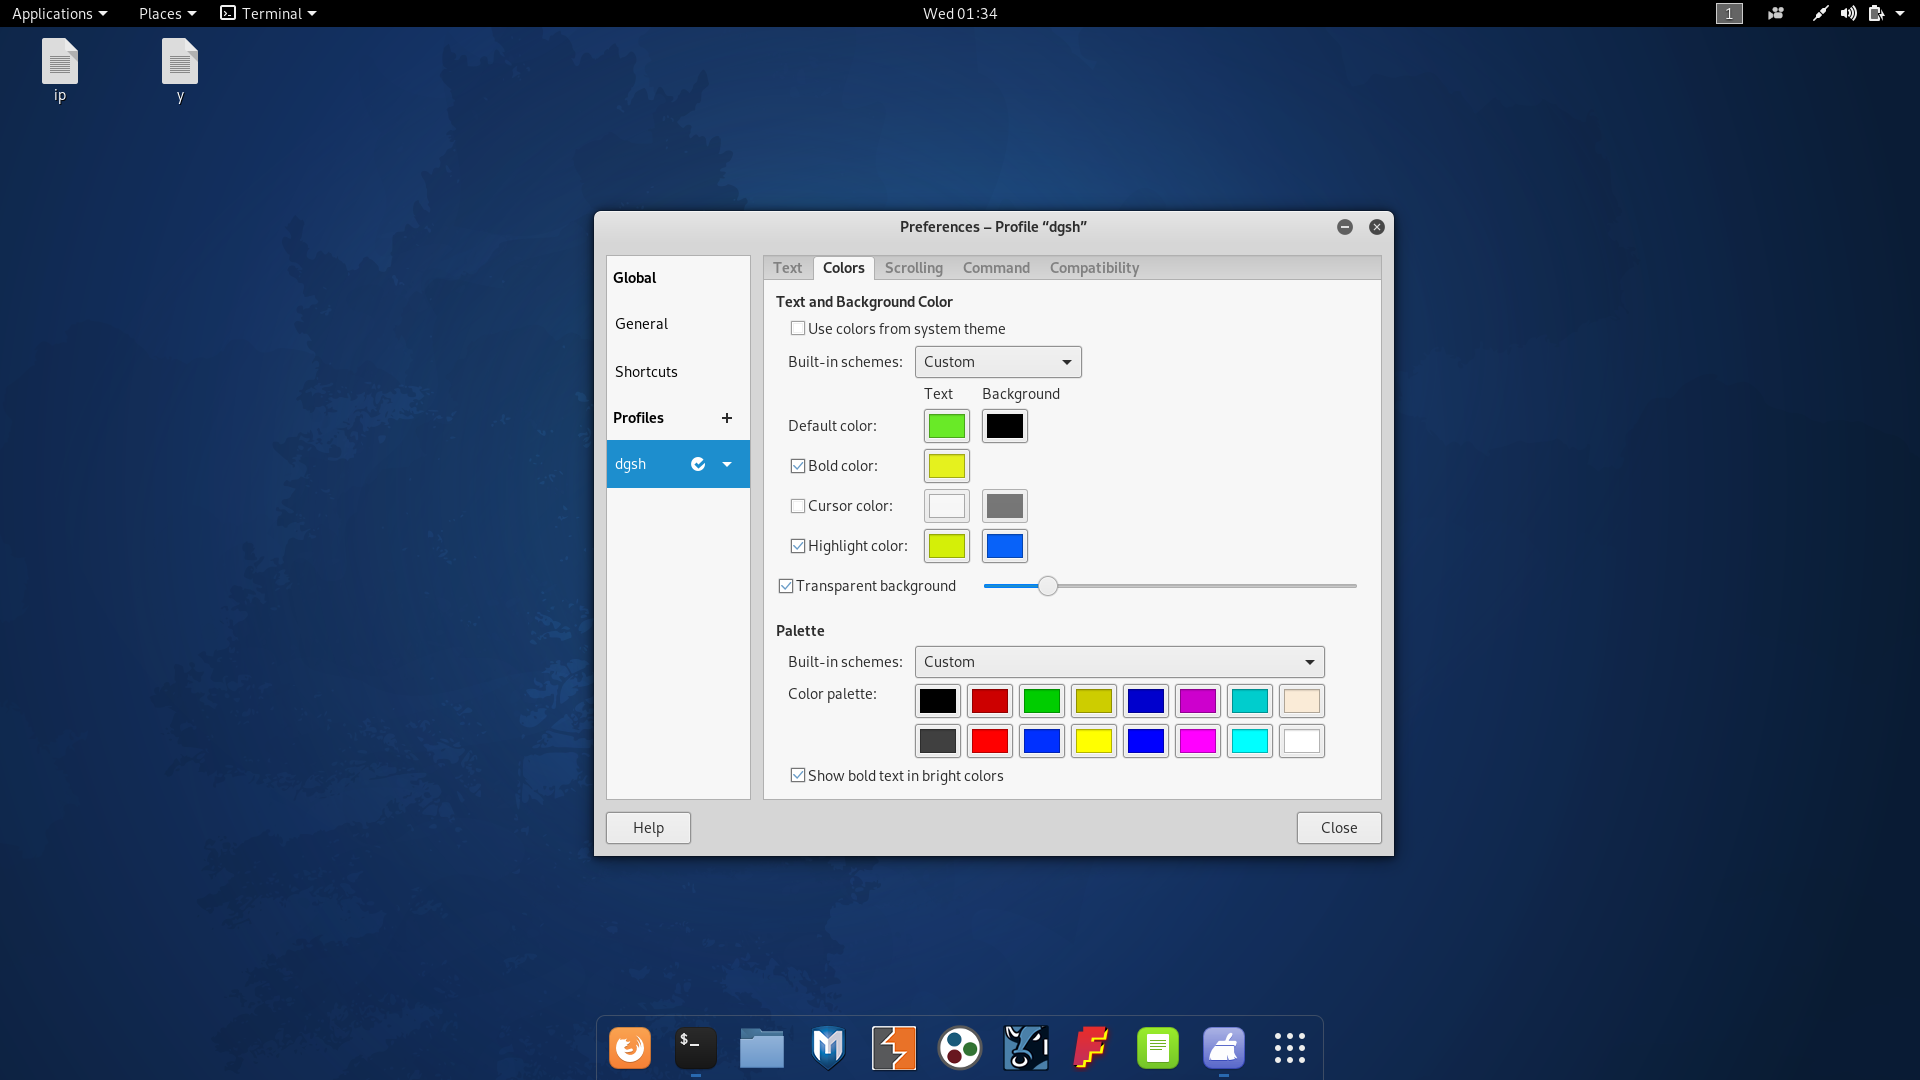 Applications Places Terminal Wed 01:34 1
ip y
Preferences – Profile “dgsh”
Global
General
Shortcuts
Profiles +
dgsh
Text Colors Scrolling Command Compatibility
Text and Background Color
Use colors from system theme
Built-in schemes: Custom
Text Background
Default color:
Bold color:
Cursor color:
Highlight color:
Transparent background
Palette
Built-in schemes: Custom
Color palette:
Show bold text in bright colors
Help Close
$_